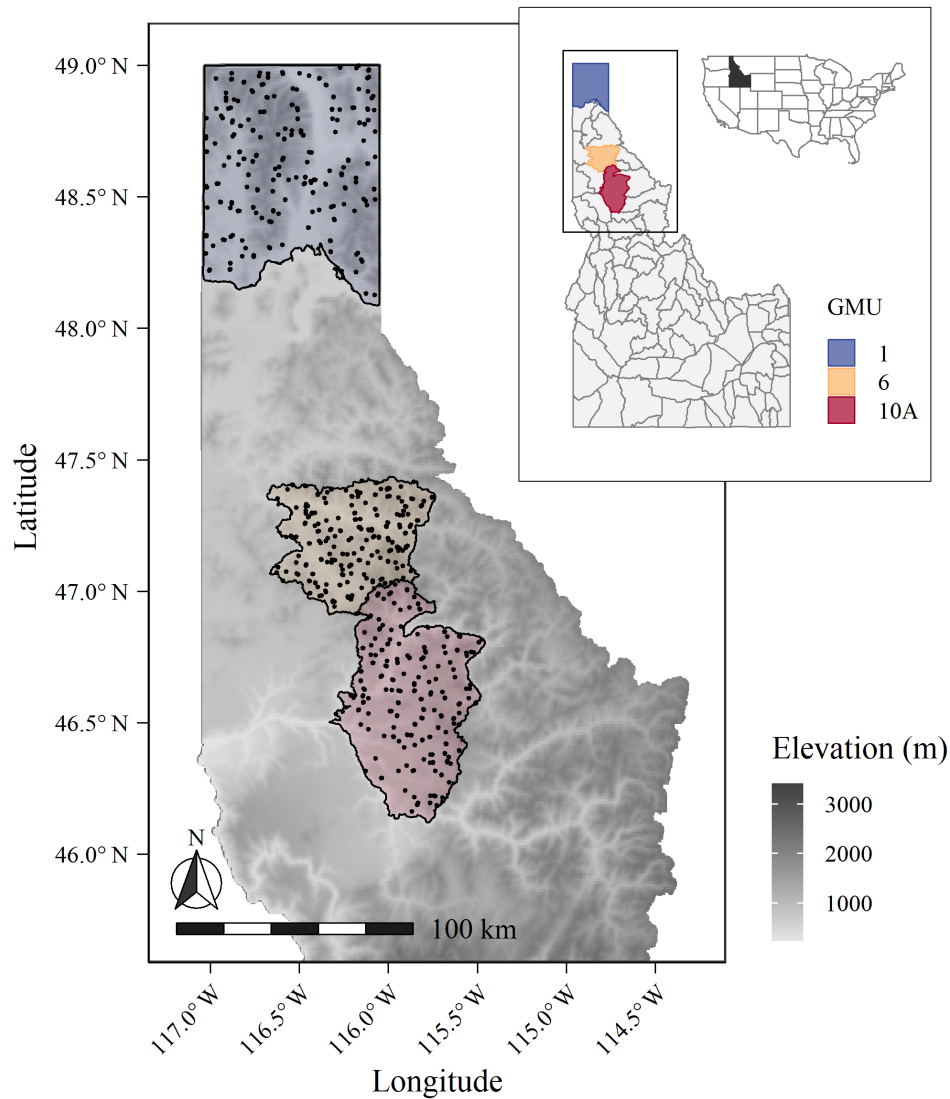 49.0° N
48.5° N
48.0° N
47.5° N
47.0° N
46.5° N
46.0° N
Latitude
117.0° W
116.5° W
116.0° W
115.5° W
115.0° W
114.5° W
Longitude
N
100 km
GMU
1
6
10A
Elevation (m)
3000
2000
1000